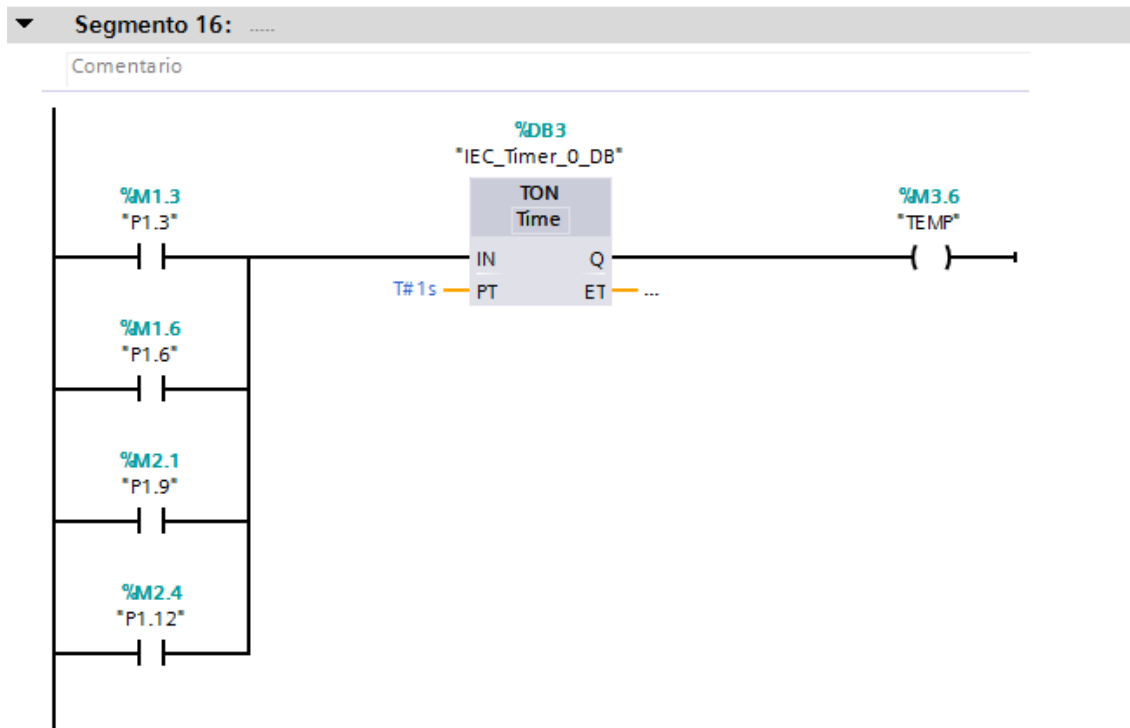 Segmento 16: .....
Comentario
%DB3
"IEC_Timer_0_DB"
%M1.3
"P1.3"
TON
Time
%M3.6
"TEMP"
IN
Q
T#1s
PT
ET
...
%M1.6
"P1.6"
%M2.1
"P1.9"
%M2.4
"P1.12"